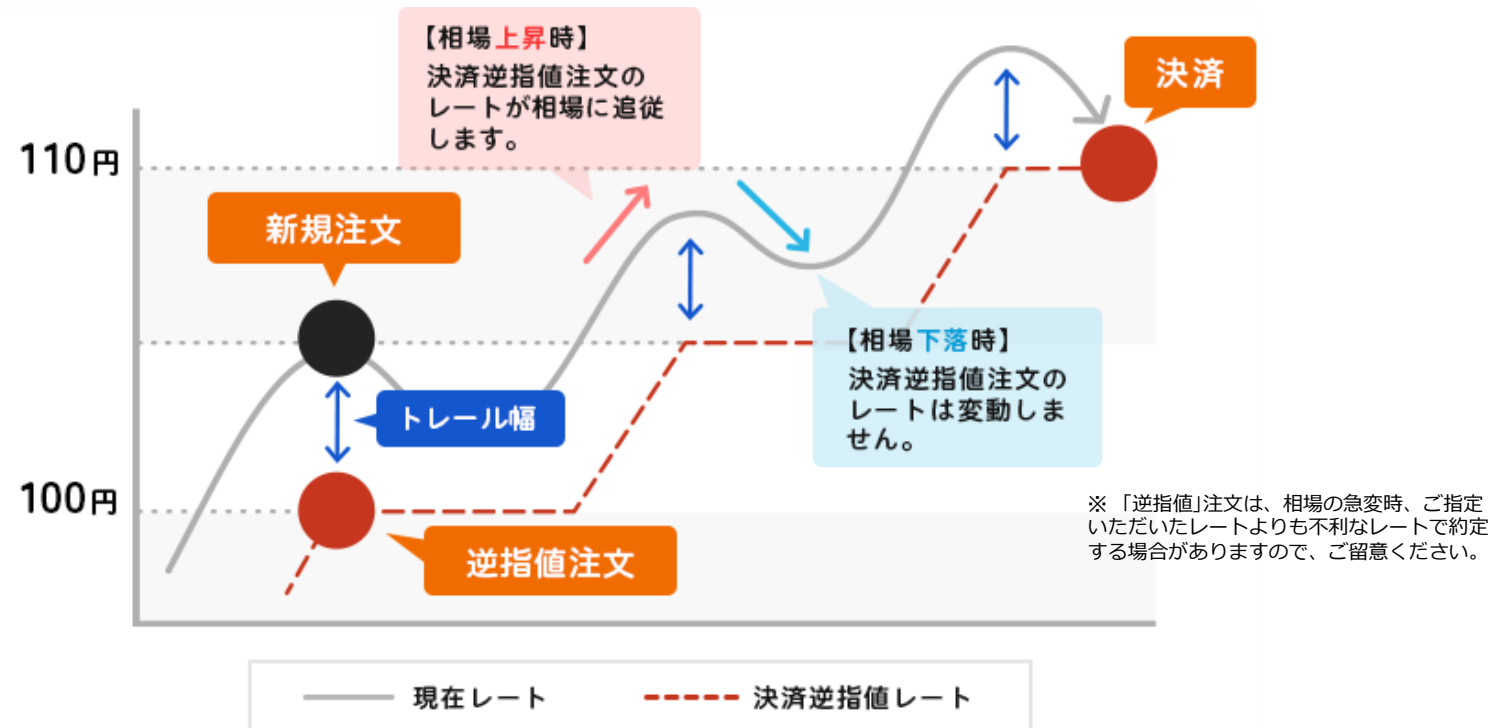 【相場上昇時】
決済逆指値注文の
レートが相場に追従
します。
決済
110円
新規注文
【相場下落時】
決済逆指値注文の
レートは変動しま
せん。
トレール幅
100円
逆指値注文
※ 「逆指値」注文は、相場の急変時、ご指定
いただいたレートよりも不利なレートで約定
する場合がありますので、ご留意ください。
現在レート
決済逆指値レート